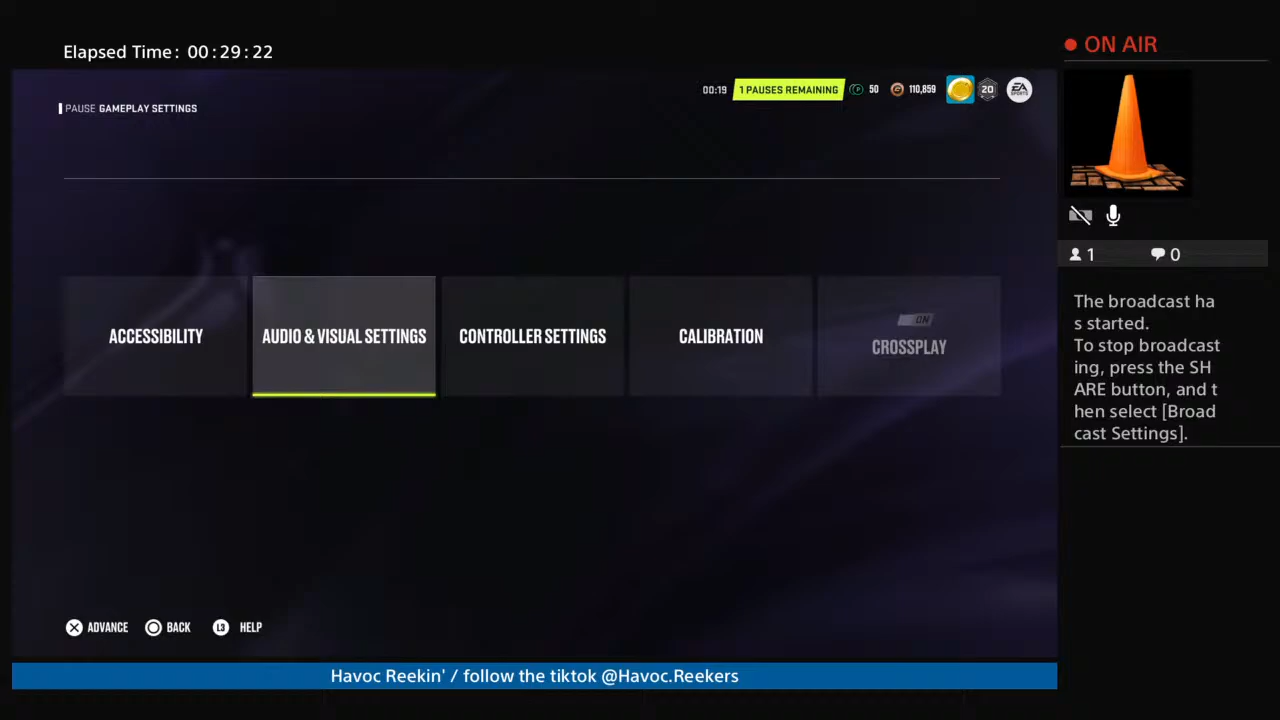 Elapsed Time: 00:29:22
ON AIR
PAUSE GAMEPLAY SETTINGS
00:19 1 PAUSES REMAINING P 50 110,859 20 EA SPORTS
1 0
ACCESSIBILITY
AUDIO & VISUAL SETTINGS
CONTROLLER SETTINGS
CALIBRATION
ON
CROSSPLAY
The broadcast ha
s started.
To stop broadcast
ing, press the SH
ARE button, and t
hen select [Broad
cast Settings].
ADVANCE BACK L3 HELP
Havoc Reekin' / follow the tiktok @Havoc.Reekers